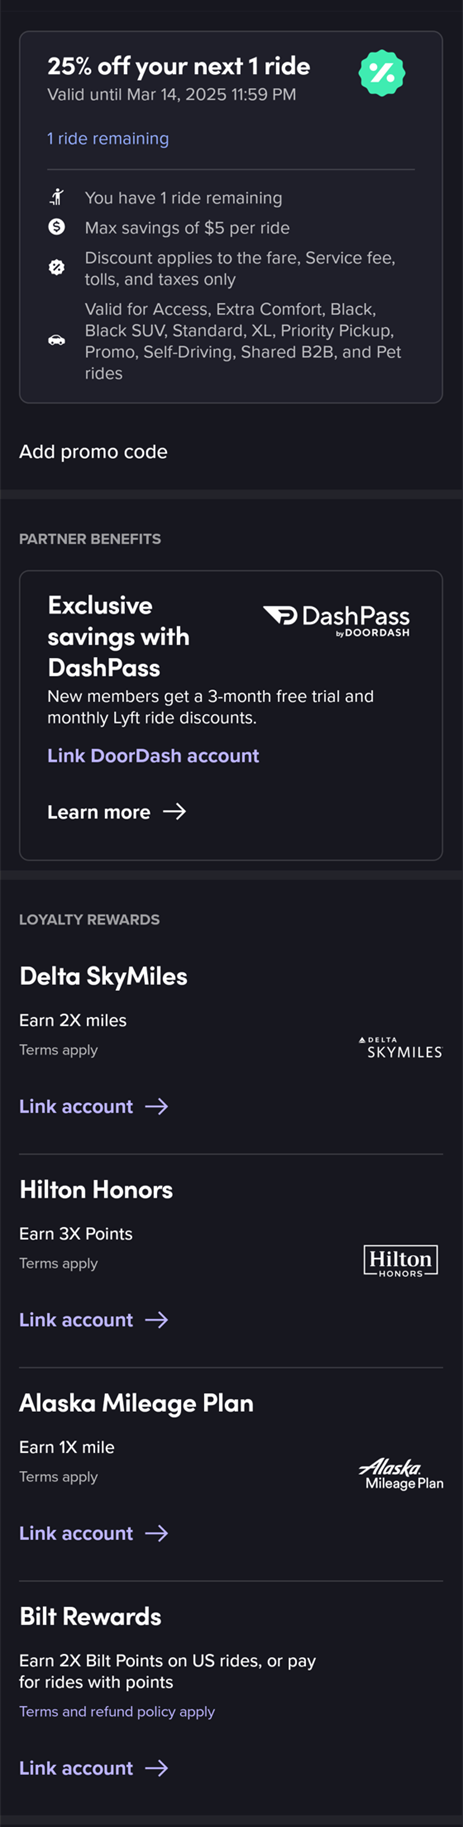 25% off your next 1 ride
Valid until Mar 14, 2025 11:59 PM
1 ride remaining
You have 1 ride remaining
Max savings of $5 per ride
Discount applies to the fare, Service fee,
tolls, and taxes only
Valid for Access, Extra Comfort, Black,
Black SUV, Standard, XL, Priority Pickup,
Promo, Self-Driving, Shared B2B, and Pet
rides
Add promo code
PARTNER BENEFITS
Exclusive
savings with
DashPass
DashPass
by DOORDASH
New members get a 3-month free trial and
monthly Lyft ride discounts.
Link DoorDash account
Learn more →
LOYALTY REWARDS
Delta SkyMiles
Earn 2X miles
Terms apply
DELTA
SKYMILES
Link account →
Hilton Honors
Earn 3X Points
Terms apply
Hilton
HONORS
Link account →
Alaska Mileage Plan
Earn 1X mile
Terms apply
Alaska
Mileage Plan
Link account →
Bilt Rewards
Earn 2X Bilt Points on US rides, or pay
for rides with points
Terms and refund policy apply
Link account →